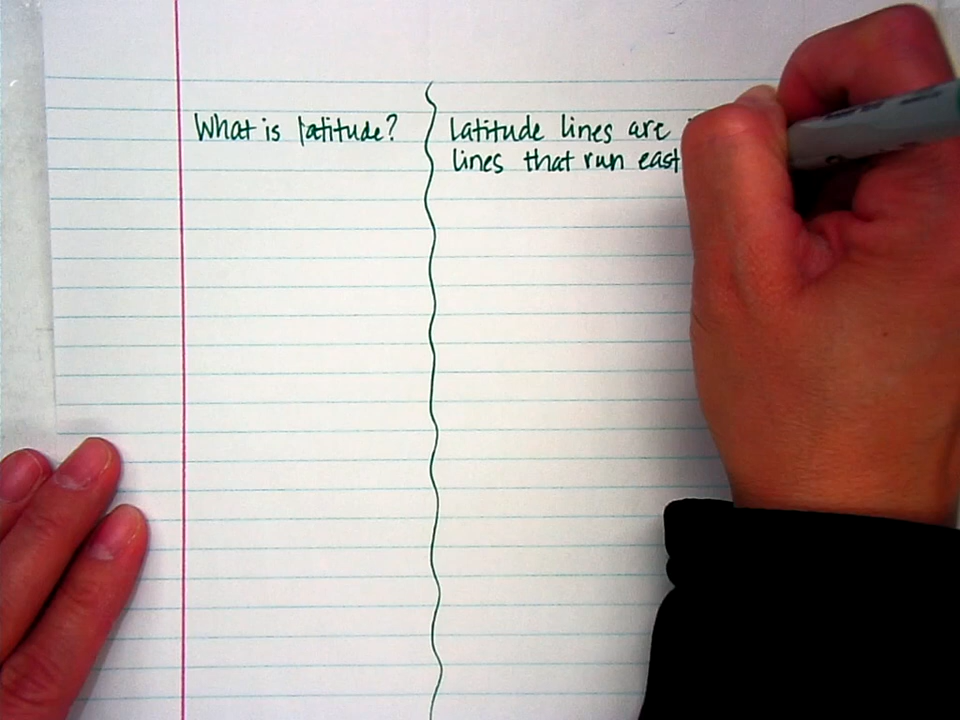 What is latitude?
Latitude lines are
lines that run east